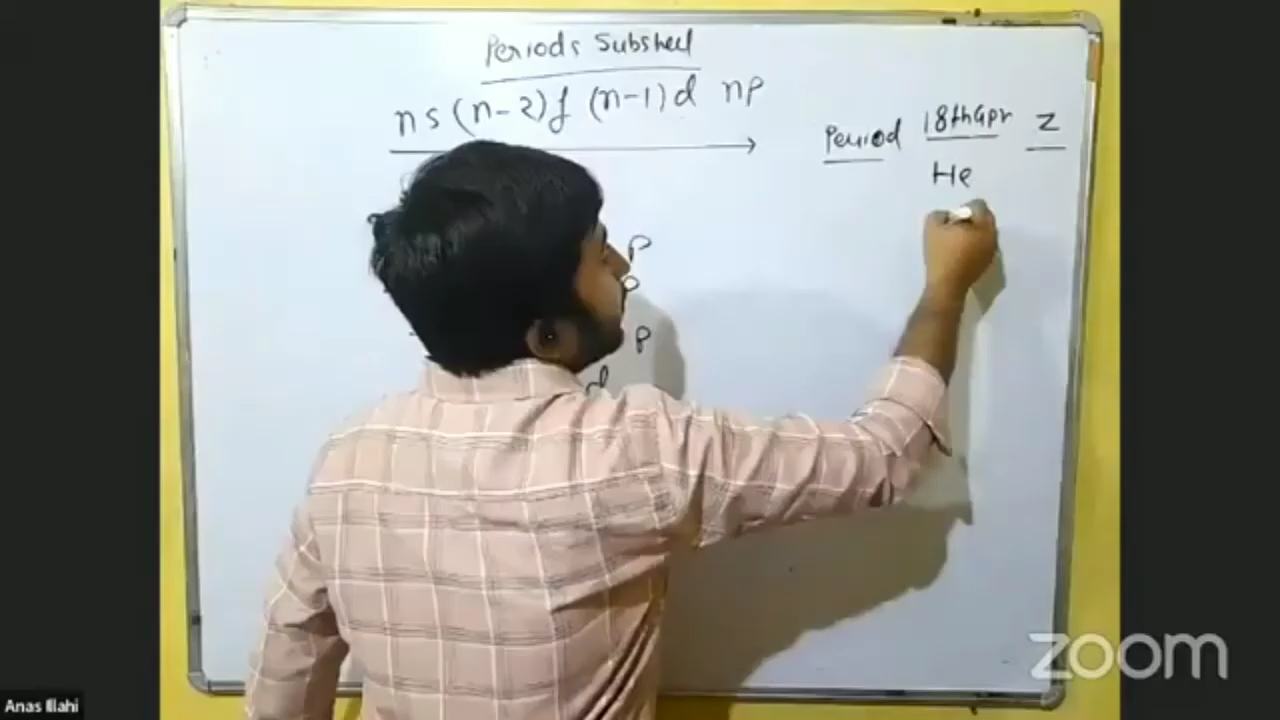 Periods Subshell
ns (n-2)f (n-1)d np
Period 18thGpr Z
He
p
p
p
d
zoom
Anas Illahi